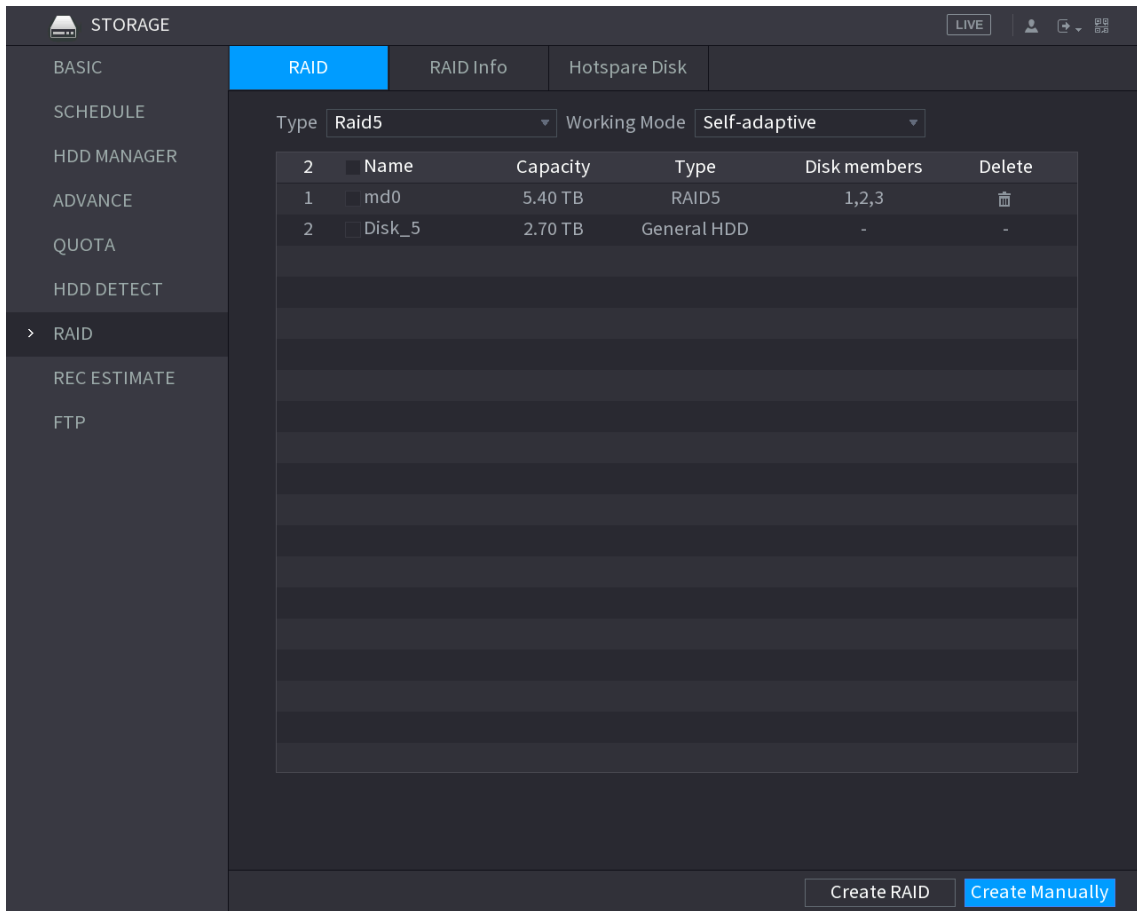 STORAGE LIVE
BASIC RAID RAID Info Hotspare Disk
SCHEDULE
HDD MANAGER
ADVANCE
QUOTA
HDD DETECT
RAID
REC ESTIMATE
FTP
Type Raid5 Working Mode Self-adaptive
2 Name Capacity Type Disk members Delete
1 md0 5.40 TB RAID5 1,2,3
2 Disk_5 2.70 TB General HDD - -
Create RAID Create Manually